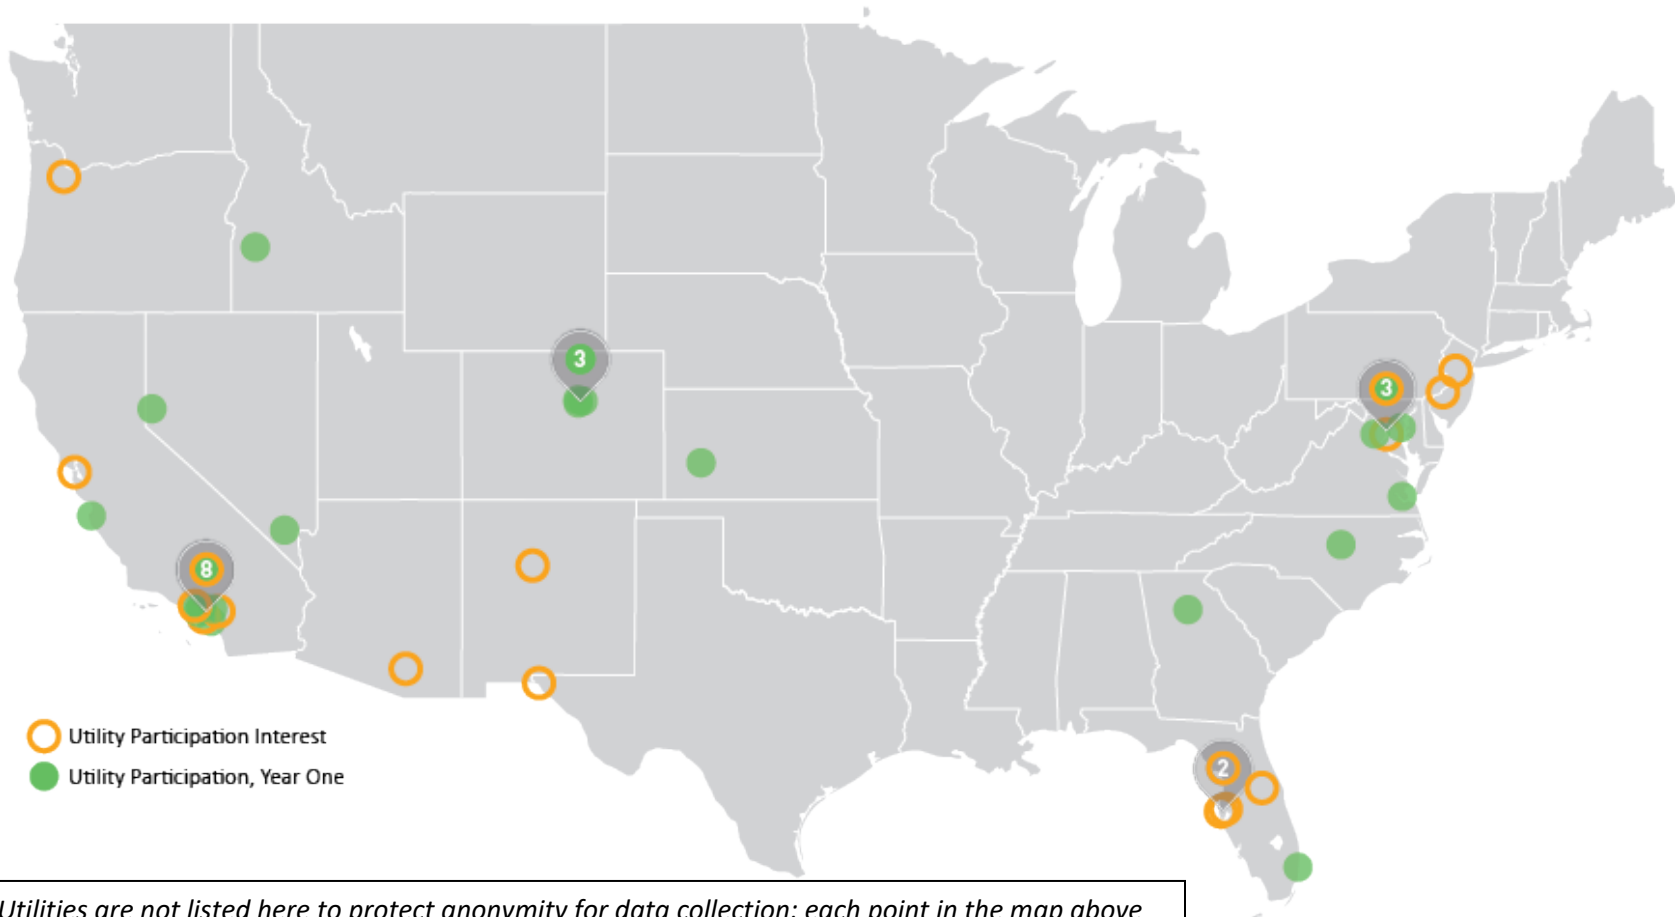 3
3
8
2
Utility Participation Interest
Utility Participation, Year One
Utilities are not listed here to protect anonymity for data collection; each point in the map above